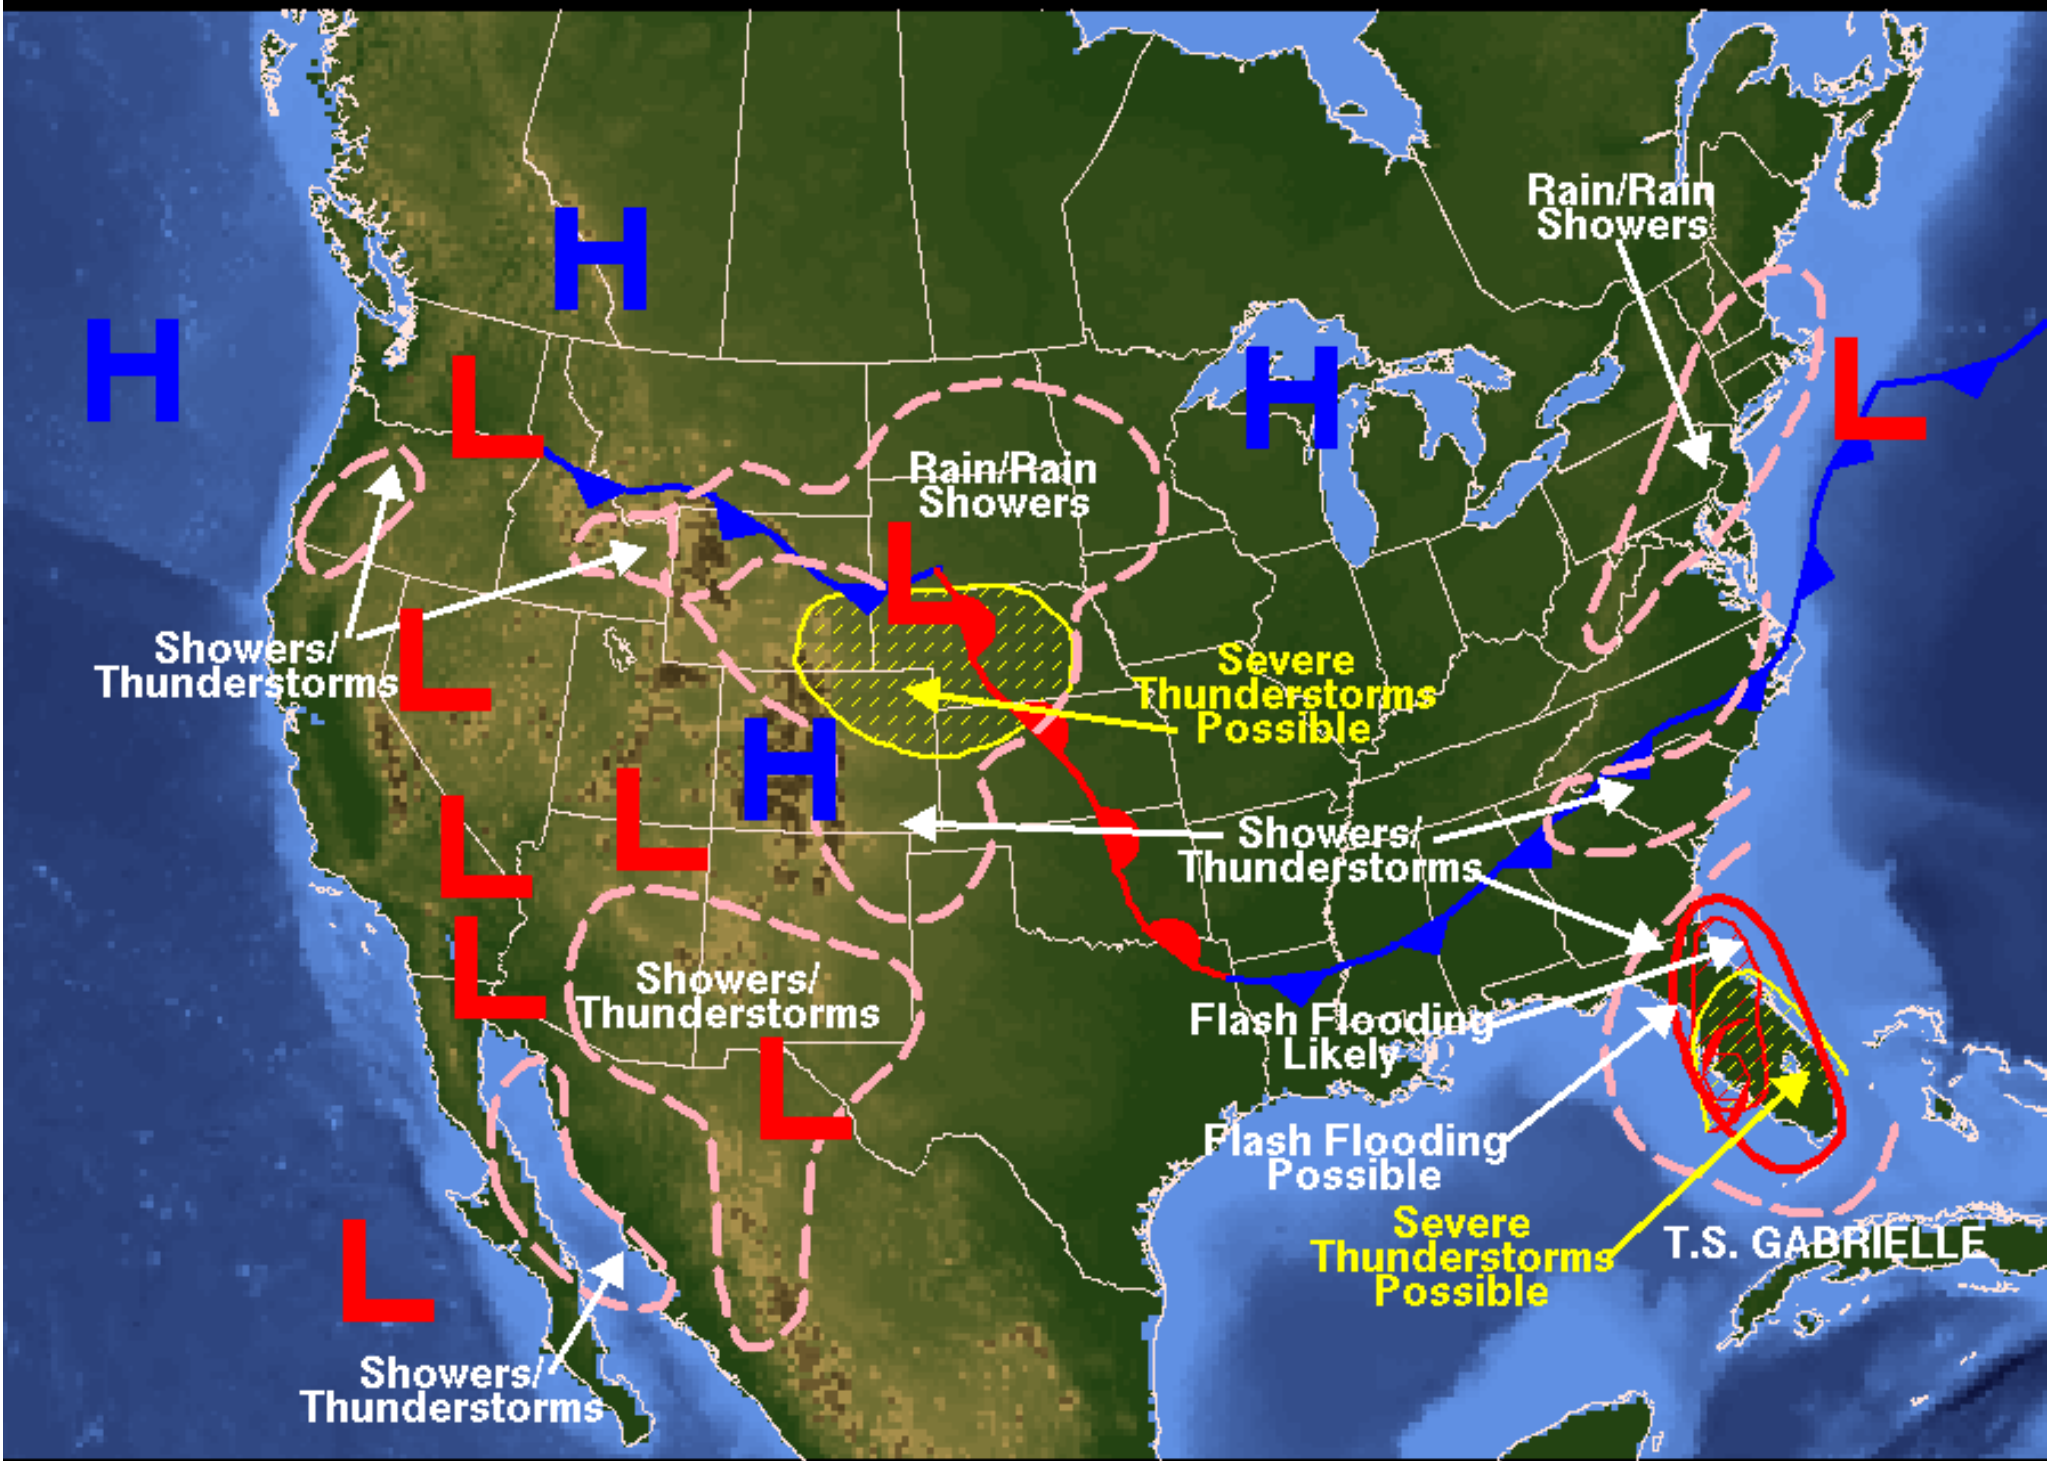 Rain/Rain
Showers
H
H
H
L
L
Rain/Rain
Showers
L
Showers/
Thunderstorms
L
Severe
Thunderstorms
Possible
H
L
L
Showers/
Thunderstorms
L
Showers/
Thunderstorms
Flash Flooding
Likely
L
Flash Flooding
Possible
Severe
Thunderstorms
Possible
T.S. GABRIELLE
L
Showers/
Thunderstorms